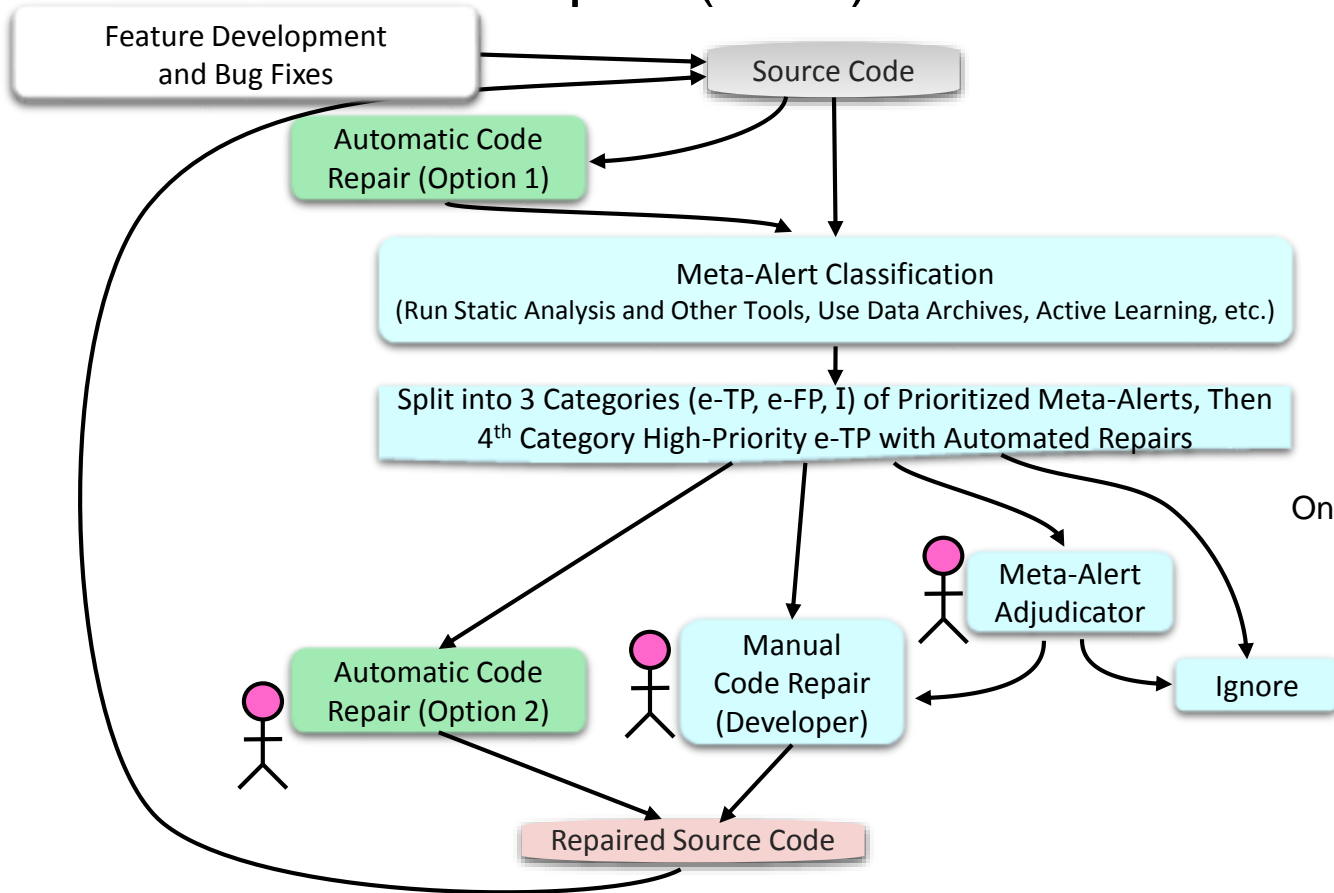 Feature Development
and Bug Fixes
Source Code
Automatic Code
Repair (Option 1)
Meta-Alert Classification
(Run Static Analysis and Other Tools, Use Data Archives, Active Learning, etc.)
Split into 3 Categories (e-TP, e-FP, I) of Prioritized Meta-Alerts, Then
4th Category High-Priority e-TP with Automated Repairs
On
Meta-Alert
Adjudicator
Automatic Code
Repair (Option 2)
Manual
Code Repair
(Developer)
Ignore
Repaired Source Code